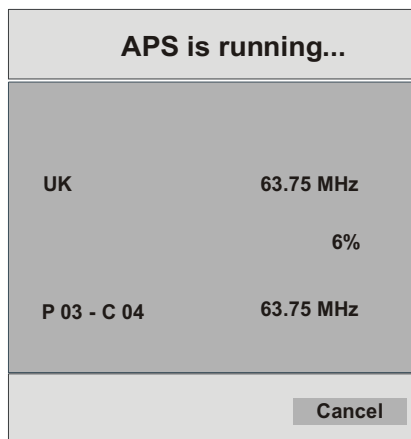 APS is running...
UK 63.75 MHz
6%
P 03 - C 04 63.75 MHz
Cancel